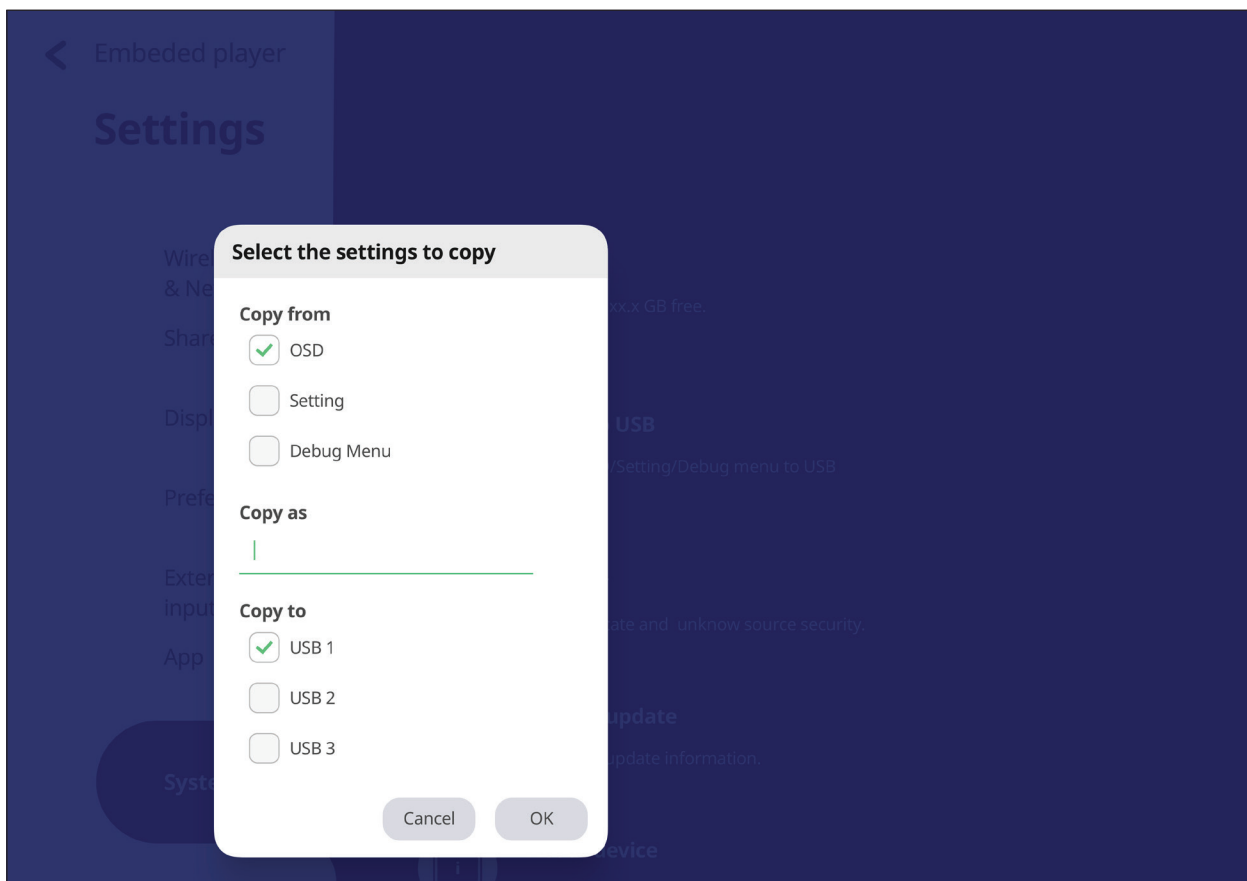 Embeded player
Settings
Select the settings to copy
Copy from
OSD
Setting
Debug Menu
Copy as
Copy to
USB 1
USB 2
USB 3
Cancel
OK
& Ne
App
xx.x GB free.
USB
/Setting/Debug menu to USB
and unknow source security.
update
update information.